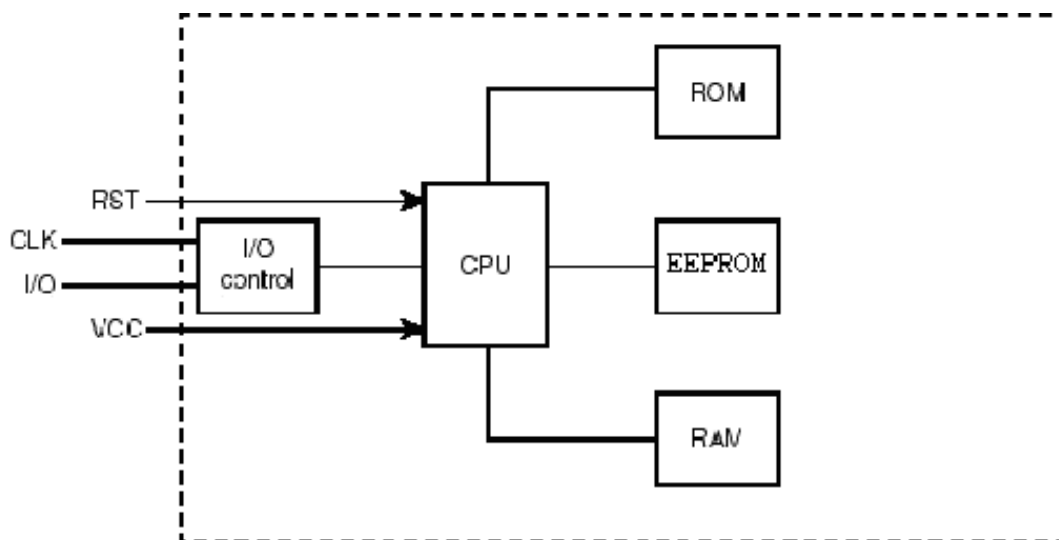 ROM
RST
CLK
I/O
control
CPU
EEPROM
I/O
VCC
RAM